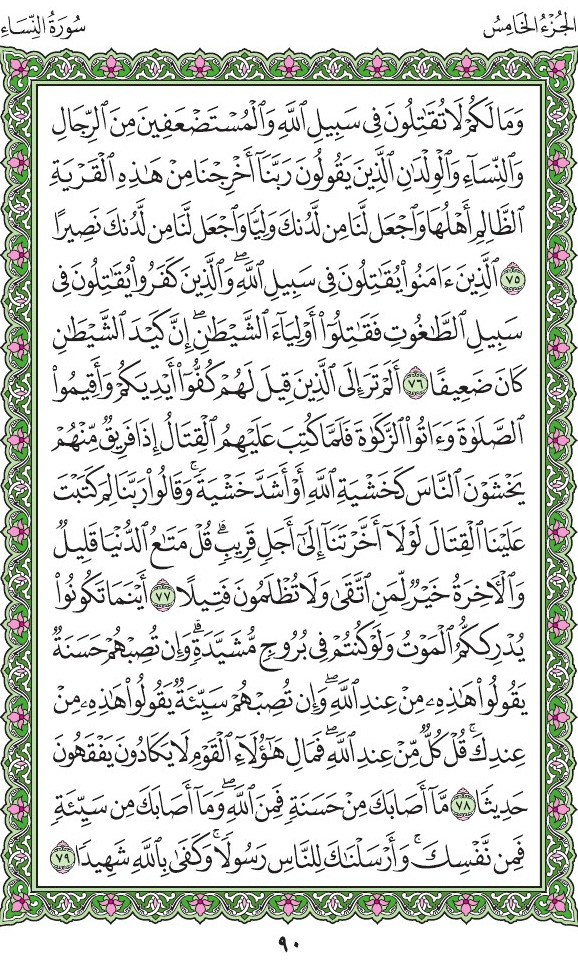 الجُزْءُ الخَامِسُ
سُورَةُ النِّسَاءِ
وَمَا لَكُمْ لَا تُقَٰتِلُونَ فِي سَبِيلِ ٱللَّهِ وَٱلْمُسْتَضْعَفِينَ مِنَ ٱلرِّجَالِ
وَٱلنِّسَآءِ وَٱلْوِلْدَٰنِ ٱلَّذِينَ يَقُولُونَ رَبَّنَآ أَخْرِجْنَا مِنْ هَٰذِهِ ٱلْقَرْيَةِ
ٱلظَّالِمِ أَهْلُهَا وَٱجْعَل لَّنَا مِن لَّدُنكَ وَلِيًّا وَٱجْعَل لَّنَا مِن لَّدُنكَ نَصِيرًا
٧٥ ٱلَّذِينَ ءَامَنُوا۟ يُقَٰتِلُونَ فِي سَبِيلِ ٱللَّهِ ۖ وَٱلَّذِينَ كَفَرُوا۟ يُقَٰتِلُونَ فِي
سَبِيلِ ٱلطَّٰغُوتِ فَقَٰتِلُوٓا۟ أَوْلِيَآءَ ٱلشَّيْطَٰنِ ۖ إِنَّ كَيْدَ ٱلشَّيْطَٰنِ
كَانَ ضَعِيفًا ٧٦ أَلَمْ تَرَ إِلَى ٱلَّذِينَ قِيلَ لَهُمْ كُفُّوٓا۟ أَيْدِيَكُمْ وَأَقِيمُوا۟
ٱلصَّلَوٰةَ وَءَاتُوا۟ ٱلزَّكَوٰةَ فَلَمَّا كُتِبَ عَلَيْهِمُ ٱلْقِتَالُ إِذَا فَرِيقٌ مِّنْهُمْ
يَخْشَوْنَ ٱلنَّاسَ كَخَشْيَةِ ٱللَّهِ أَوْ أَشَدَّ خَشْيَةً ۚ وَقَالُوا۟ رَبَّنَا لِمَ كَتَبْتَ
عَلَيْنَا ٱلْقِتَالَ لَوْلَآ أَخَّرْتَنَآ إِلَىٰٓ أَجَلٍ قَرِيبٍ ۗ قُلْ مَتَٰعُ ٱلدُّنْيَا قَلِيلٌ
وَٱلْءَاخِرَةُ خَيْرٌ لِّمَنِ ٱتَّقَىٰ وَلَا تُظْلَمُونَ فَتِيلًا ٧٧ أَيْنَمَا تَكُونُوا۟
يُدْرِككُّمُ ٱلْمَوْتُ وَلَوْ كُنتُمْ فِي بُرُوجٍ مُّشَيَّدَةٍ ۗ وَإِن تُصِبْهُمْ حَسَنَةٌ
يَقُولُوا۟ هَٰذِهِۦ مِنْ عِندِ ٱللَّهِ ۖ وَإِن تُصِبْهُمْ سَيِّئَةٌ يَقُولُوا۟ هَٰذِهِۦ مِنْ
عِندِكَ ۚ قُلْ كُلٌّ مِّنْ عِندِ ٱللَّهِ ۖ فَمَالِ هَٰٓؤُلَآءِ ٱلْقَوْمِ لَا يَكَادُونَ يَفْقَهُونَ
حَدِيثًا ٧٨ مَّآ أَصَابَكَ مِنْ حَسَنَةٍ فَمِنَ ٱللَّهِ ۖ وَمَآ أَصَابَكَ مِن سَيِّئَةٍ
فَمِن نَّفْسِكَ ۚ وَأَرْسَلْنَٰكَ لِلنَّاسِ رَسُولًا ۚ وَكَفَىٰ بِٱللَّهِ شَهِيدًا ٧٩
٩٠